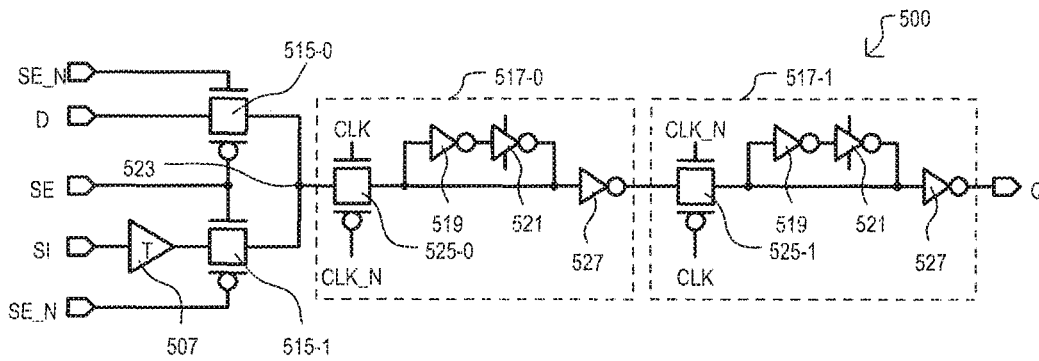 500
515-0
517-0
517-1
SE_N
D
CLK
CLK_N
523
SE
519
521
519
521
Q
SI
T
525-0
527
525-1
527
CLK_N
CLK
SE_N
507
515-1